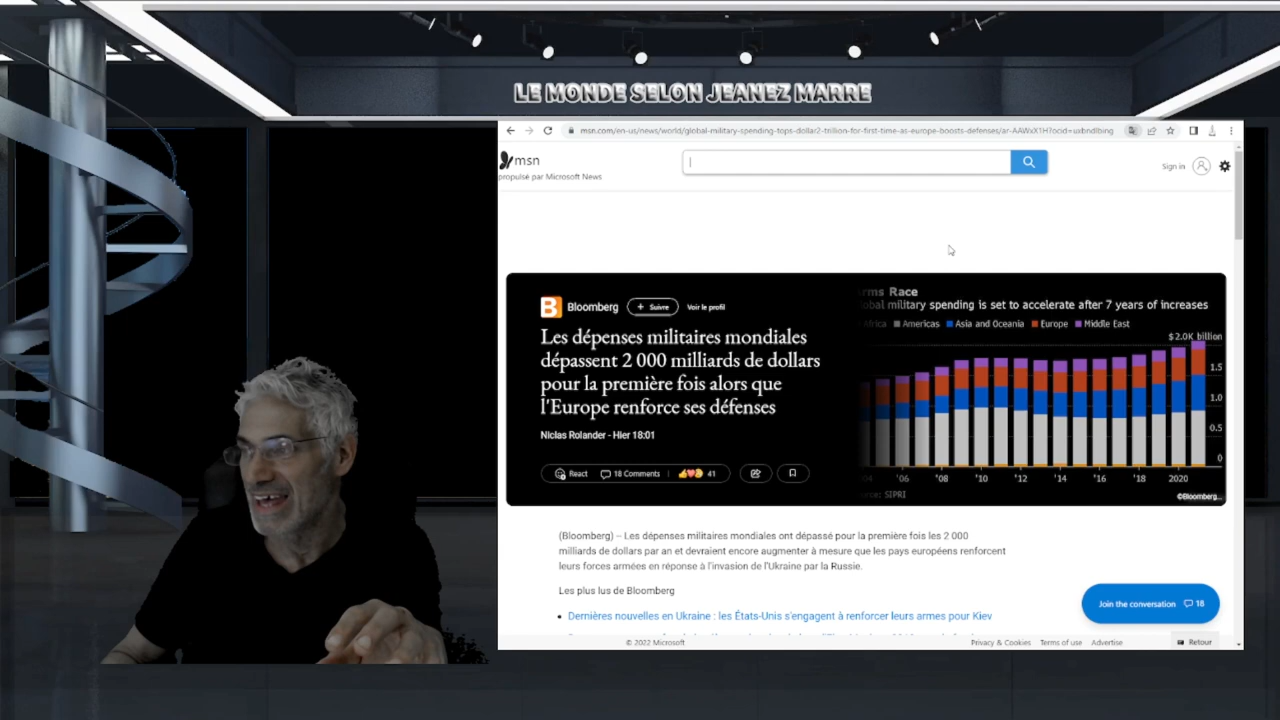 LE MONDE SELON JEANEZ MARRE
msn.com/en-us/news/world/global-military-spending-tops-dollar2-trillion-for-first-time-as-europe-boosts-defenses/ar-AAWxX1H?ocid=uxbndlbing
msn
propulsé par Microsoft News
Sign in
Bloomberg
+ Suivre
Voir le profil
Les dépenses militaires mondiales
dépassent 2 000 milliards de dollars
pour la première fois alors que
l'Europe renforce ses défenses
Niclas Rolander - Hier 18:01
React
18 Comments
41
rms Race
obal military spending is set to accelerate after 7 years of increases
Africa Americas Asia and Oceania Europe Middle East
$2.0K billion
1.5
1.0
0.5
0
04 '06 '08 '10 '12 '14 '16 '18 2020
rce: SIPRI
©Bloomberg...
(Bloomberg) – Les dépenses militaires mondiales ont dépassé pour la première fois les 2 000
milliards de dollars par an et devraient encore augmenter à mesure que les pays européens renforcent
leurs forces armées en réponse à l'invasion de l'Ukraine par la Russie.
Les plus lus de Bloomberg
Dernières nouvelles en Ukraine : les États-Unis s'engagent à renforcer leurs armes pour Kiev
Join the conversation 18
© 2022 Microsoft
Privacy & Cookies Terms of use Advertise
Retour